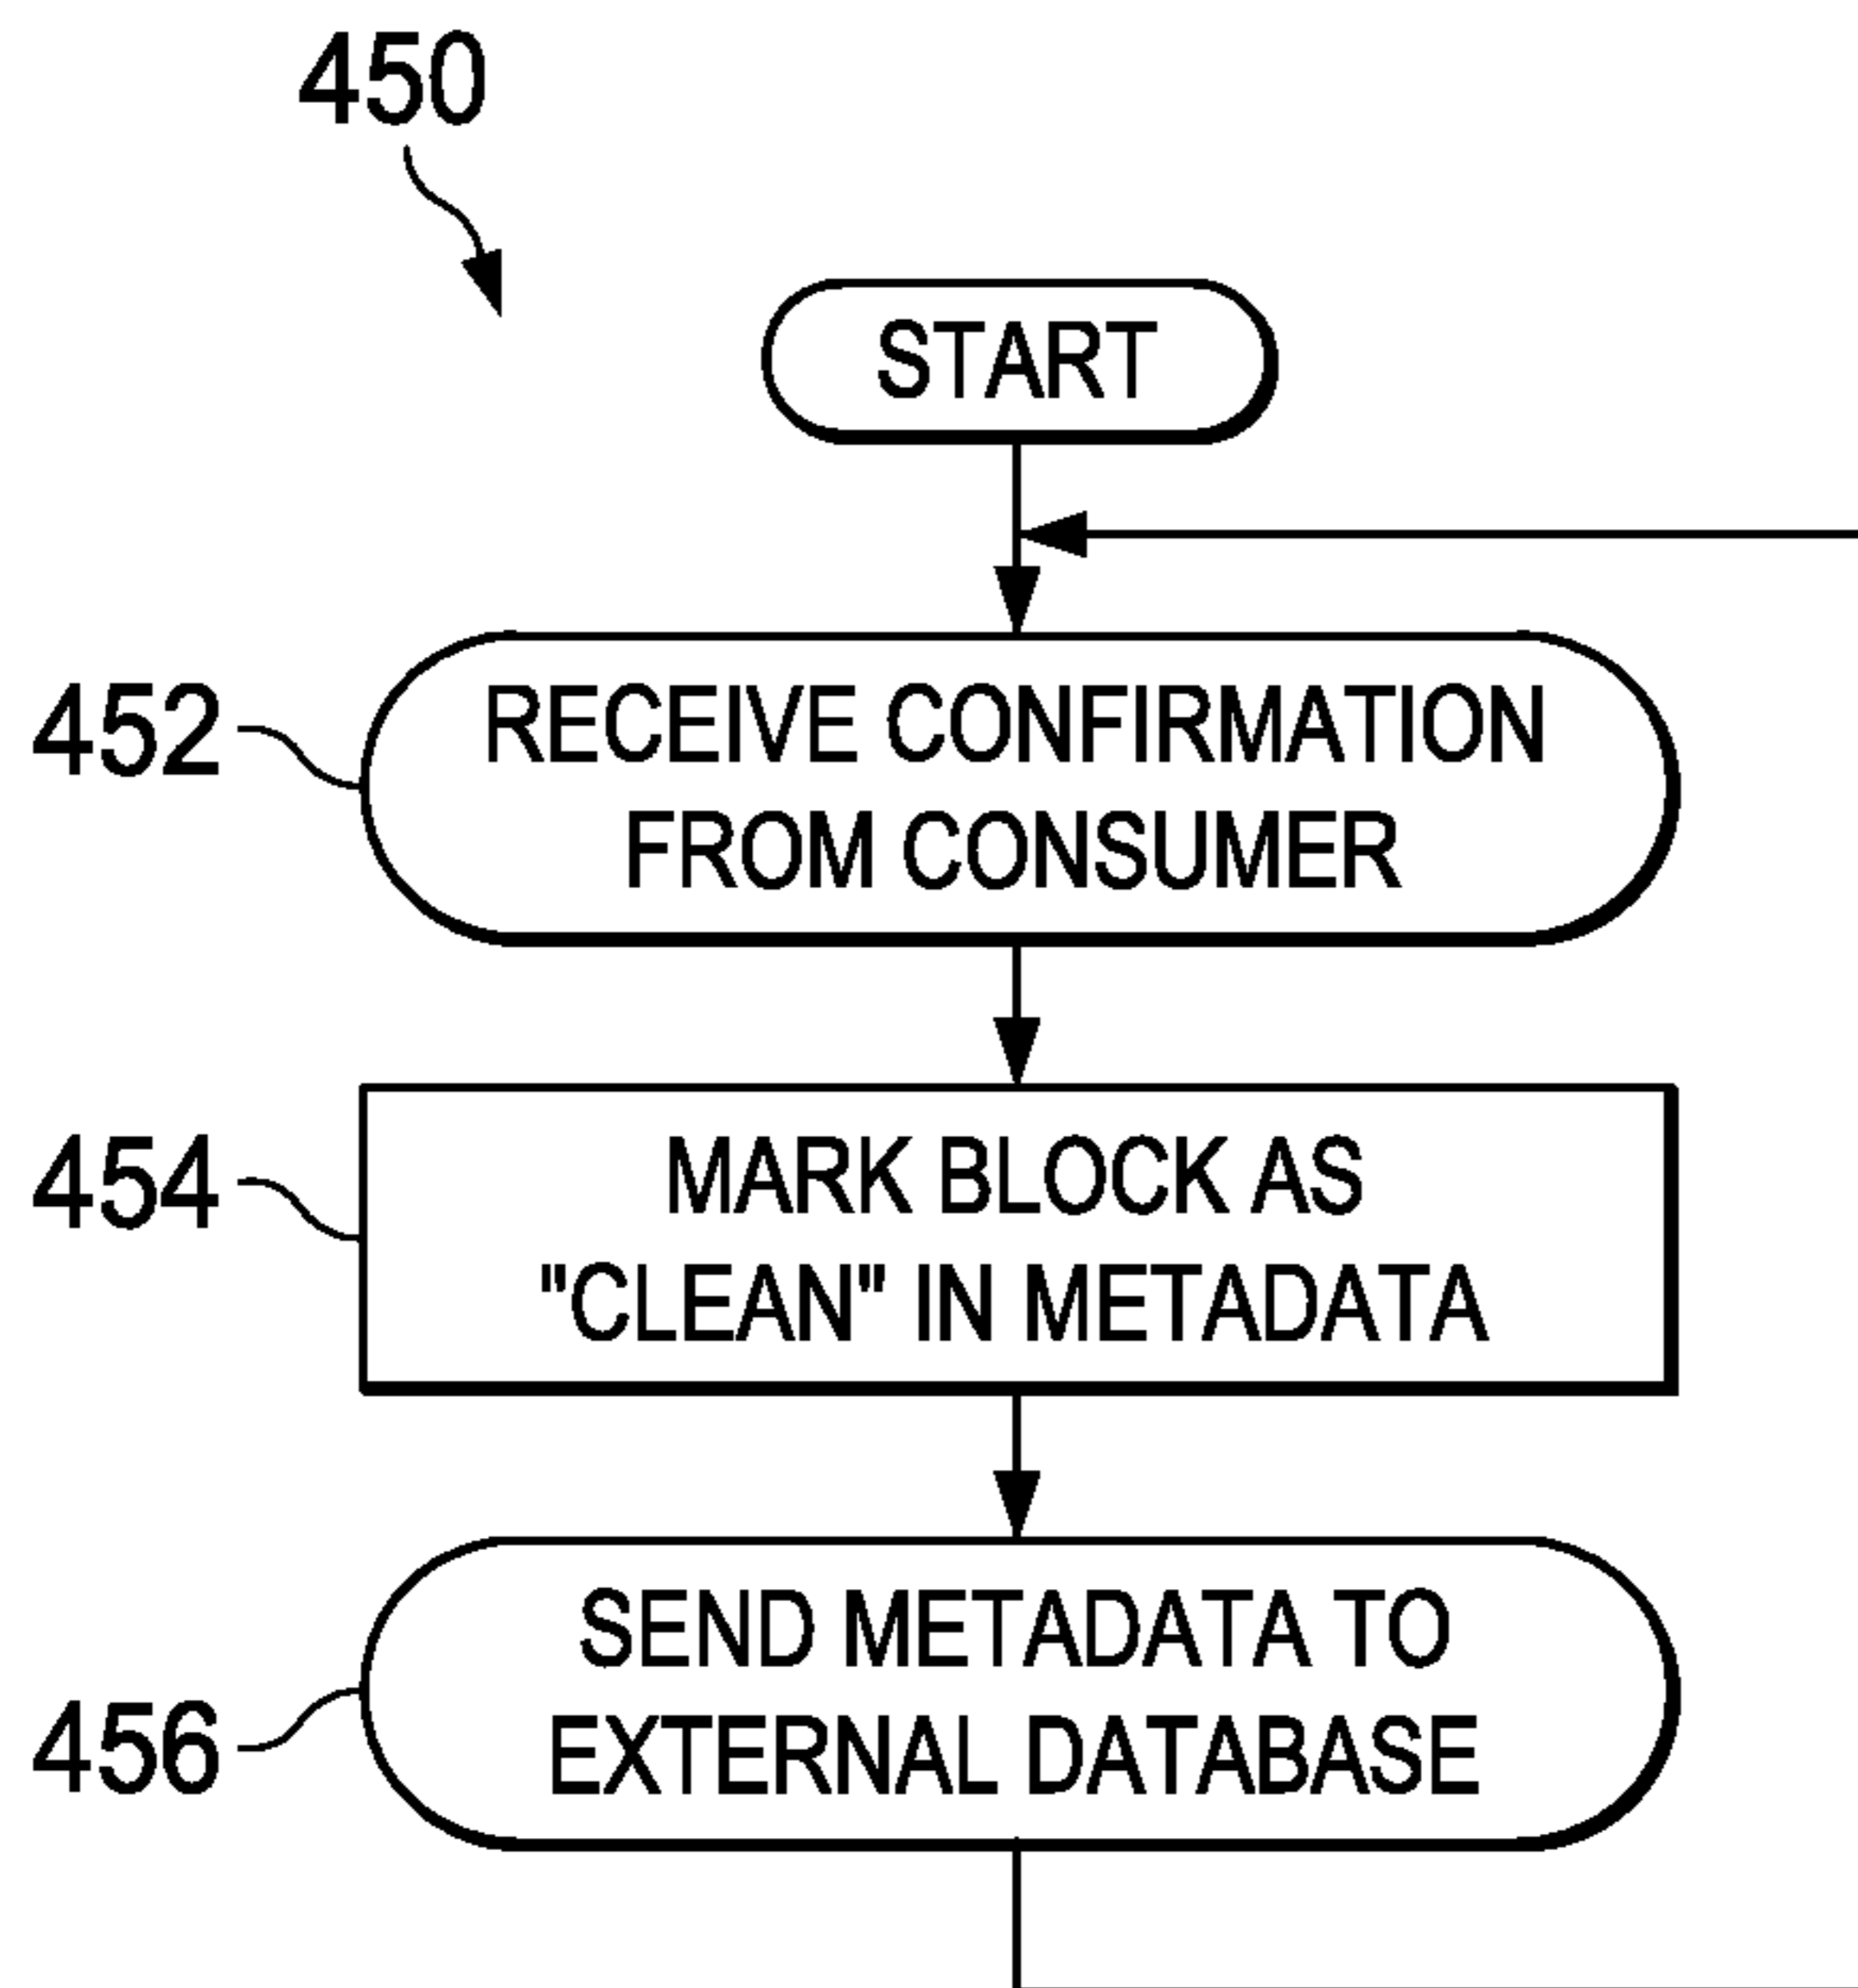 450
START
452
RECEIVE CONFIRMATION
FROM CONSUMER
454
MARK BLOCK AS
"CLEAN" IN METADATA
456
SEND METADATA TO
EXTERNAL DATABASE